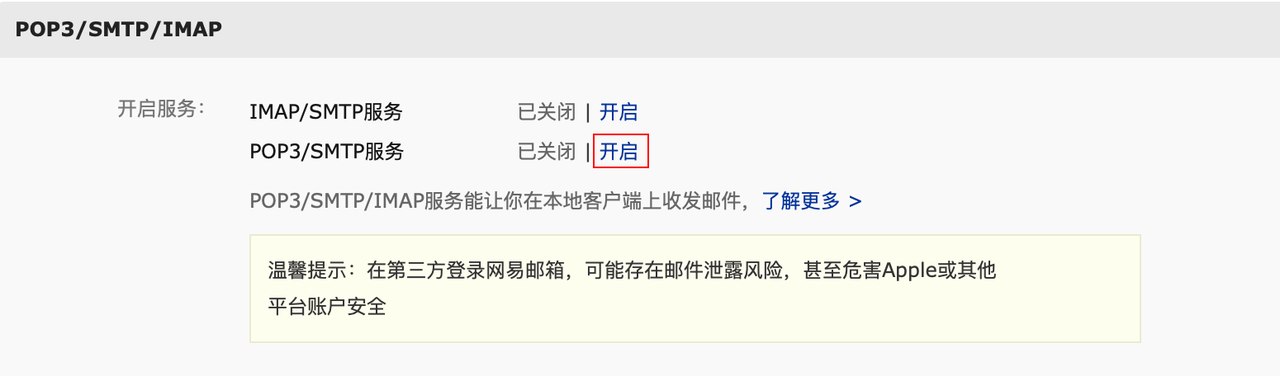 POP3/SMTP/IMAP
开启服务： IMAP/SMTP服务 已关闭 | 开启
POP3/SMTP服务 已关闭 | 开启
POP3/SMTP/IMAP服务能让你在本地客户端上收发邮件，了解更多 >
温馨提示：在第三方登录网易邮箱，可能存在邮件泄露风险，甚至危害Apple或其他
平台账户安全